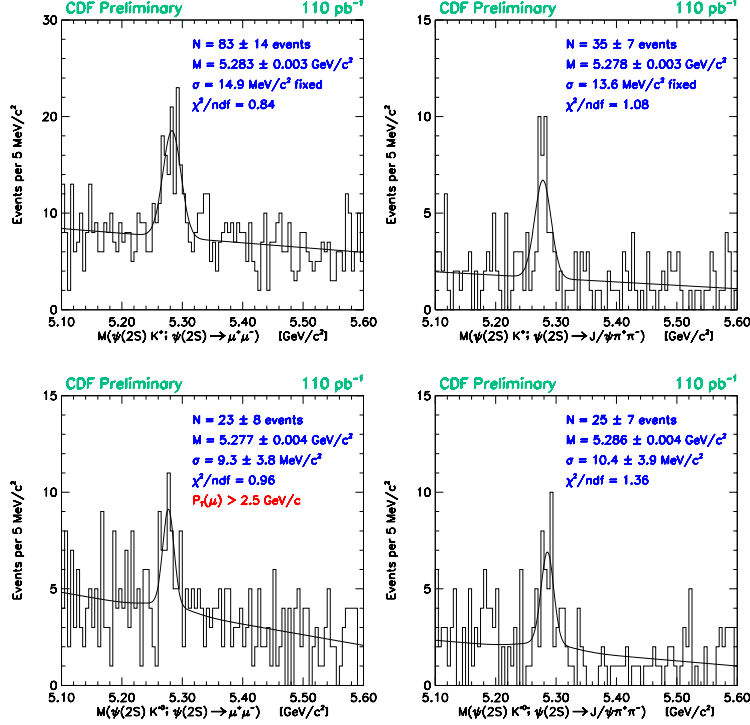 CDF Preliminary 110 pb⁻¹
N = 83 ± 14 events
M = 5.283 ± 0.003 GeV/c²
σ = 14.9 MeV/c² fixed
χ²/ndf = 0.84
Events per 5 MeV/c²
30
20
10
0
5.10 5.20 5.30 5.40 5.50 5.60
M(ψ(2S) K⁺; ψ(2S) → μ⁺μ⁻) [GeV/c²]
CDF Preliminary 110 pb⁻¹
N = 35 ± 7 events
M = 5.278 ± 0.003 GeV/c²
σ = 13.6 MeV/c² fixed
χ²/ndf = 1.08
Events per 5 MeV/c²
15
10
5
0
5.10 5.20 5.30 5.40 5.50 5.60
M(ψ(2S) K⁺; ψ(2S) → J/ψπ⁺π⁻) [GeV/c²]
CDF Preliminary 110 pb⁻¹
N = 23 ± 8 events
M = 5.277 ± 0.004 GeV/c²
σ = 9.3 ± 3.8 MeV/c²
χ²/ndf = 0.96
P_T(μ) > 2.5 GeV/c
Events per 5 MeV/c²
15
10
5
0
5.10 5.20 5.30 5.40 5.50 5.60
M(ψ(2S) K*⁰; ψ(2S) → μ⁺μ⁻) [GeV/c²]
CDF Preliminary 110 pb⁻¹
N = 25 ± 7 events
M = 5.286 ± 0.004 GeV/c²
σ = 10.4 ± 3.9 MeV/c²
χ²/ndf = 1.36
Events per 5 MeV/c²
15
10
5
0
5.10 5.20 5.30 5.40 5.50 5.60
M(ψ(2S) K*⁰; ψ(2S) → J/ψπ⁺π⁻) [GeV/c²]